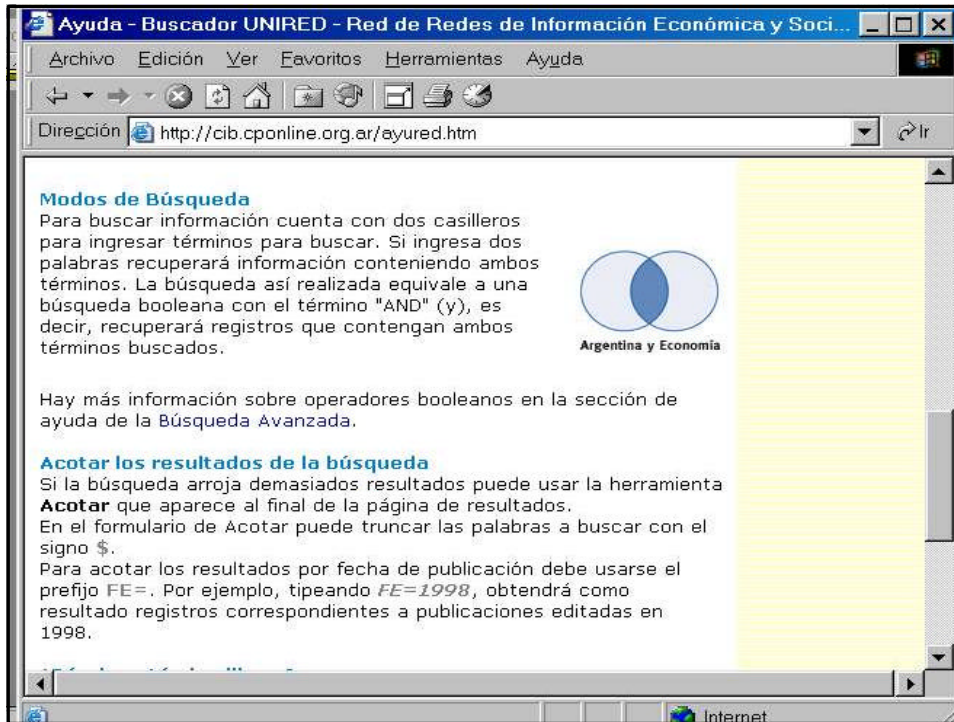 Ayuda - Buscador UNIRED - Red de Redes de Información Económica y Soci...
Archivo Edición Ver Favoritos Herramientas Ayuda
Dirección http://cib.cponline.org.ar/ayured.htm Ir
Modos de Búsqueda
Para buscar información cuenta con dos casilleros
para ingresar términos para buscar. Si ingresa dos
palabras recuperará información conteniendo ambos
términos. La búsqueda así realizada equivale a una
búsqueda booleana con el término "AND" (y), es
decir, recuperará registros que contengan ambos
términos buscados.
Argentina y Economía
Hay más información sobre operadores booleanos en la sección de
ayuda de la Búsqueda Avanzada.
Acotar los resultados de la búsqueda
Si la búsqueda arroja demasiados resultados puede usar la herramienta
Acotar que aparece al final de la página de resultados.
En el formulario de Acotar puede truncar las palabras a buscar con el
signo $.
Para acotar los resultados por fecha de publicación debe usarse el
prefijo FE=. Por ejemplo, tipeando FE=1998, obtendrá como
resultado registros correspondientes a publicaciones editadas en
1998.
Internet